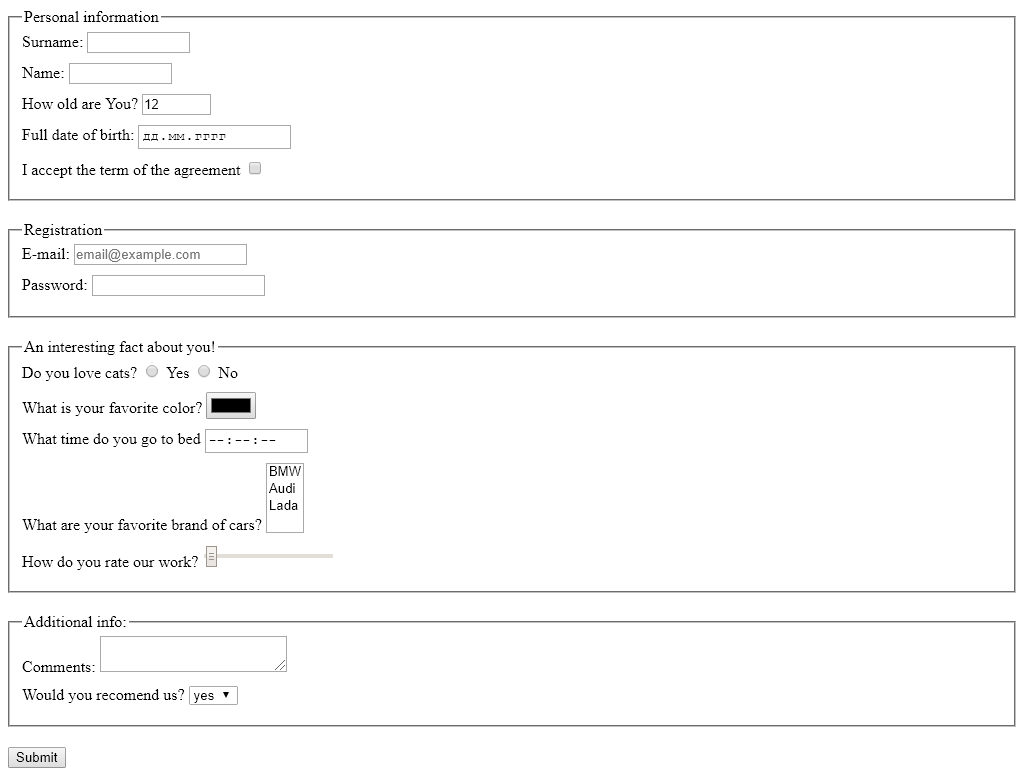 Personal information
Surname:
Name:
How old are You? 12
Full date of birth: дд.мм.гггг
I accept the term of the agreement
Registration
E-mail: email@example.com
Password:
An interesting fact about you!
Do you love cats? Yes No
What is your favorite color?
What time do you go to bed --:--:--
BMW
Audi
Lada
What are your favorite brand of cars?
How do you rate our work?
Additional info:
Comments:
Would you recomend us? yes
Submit